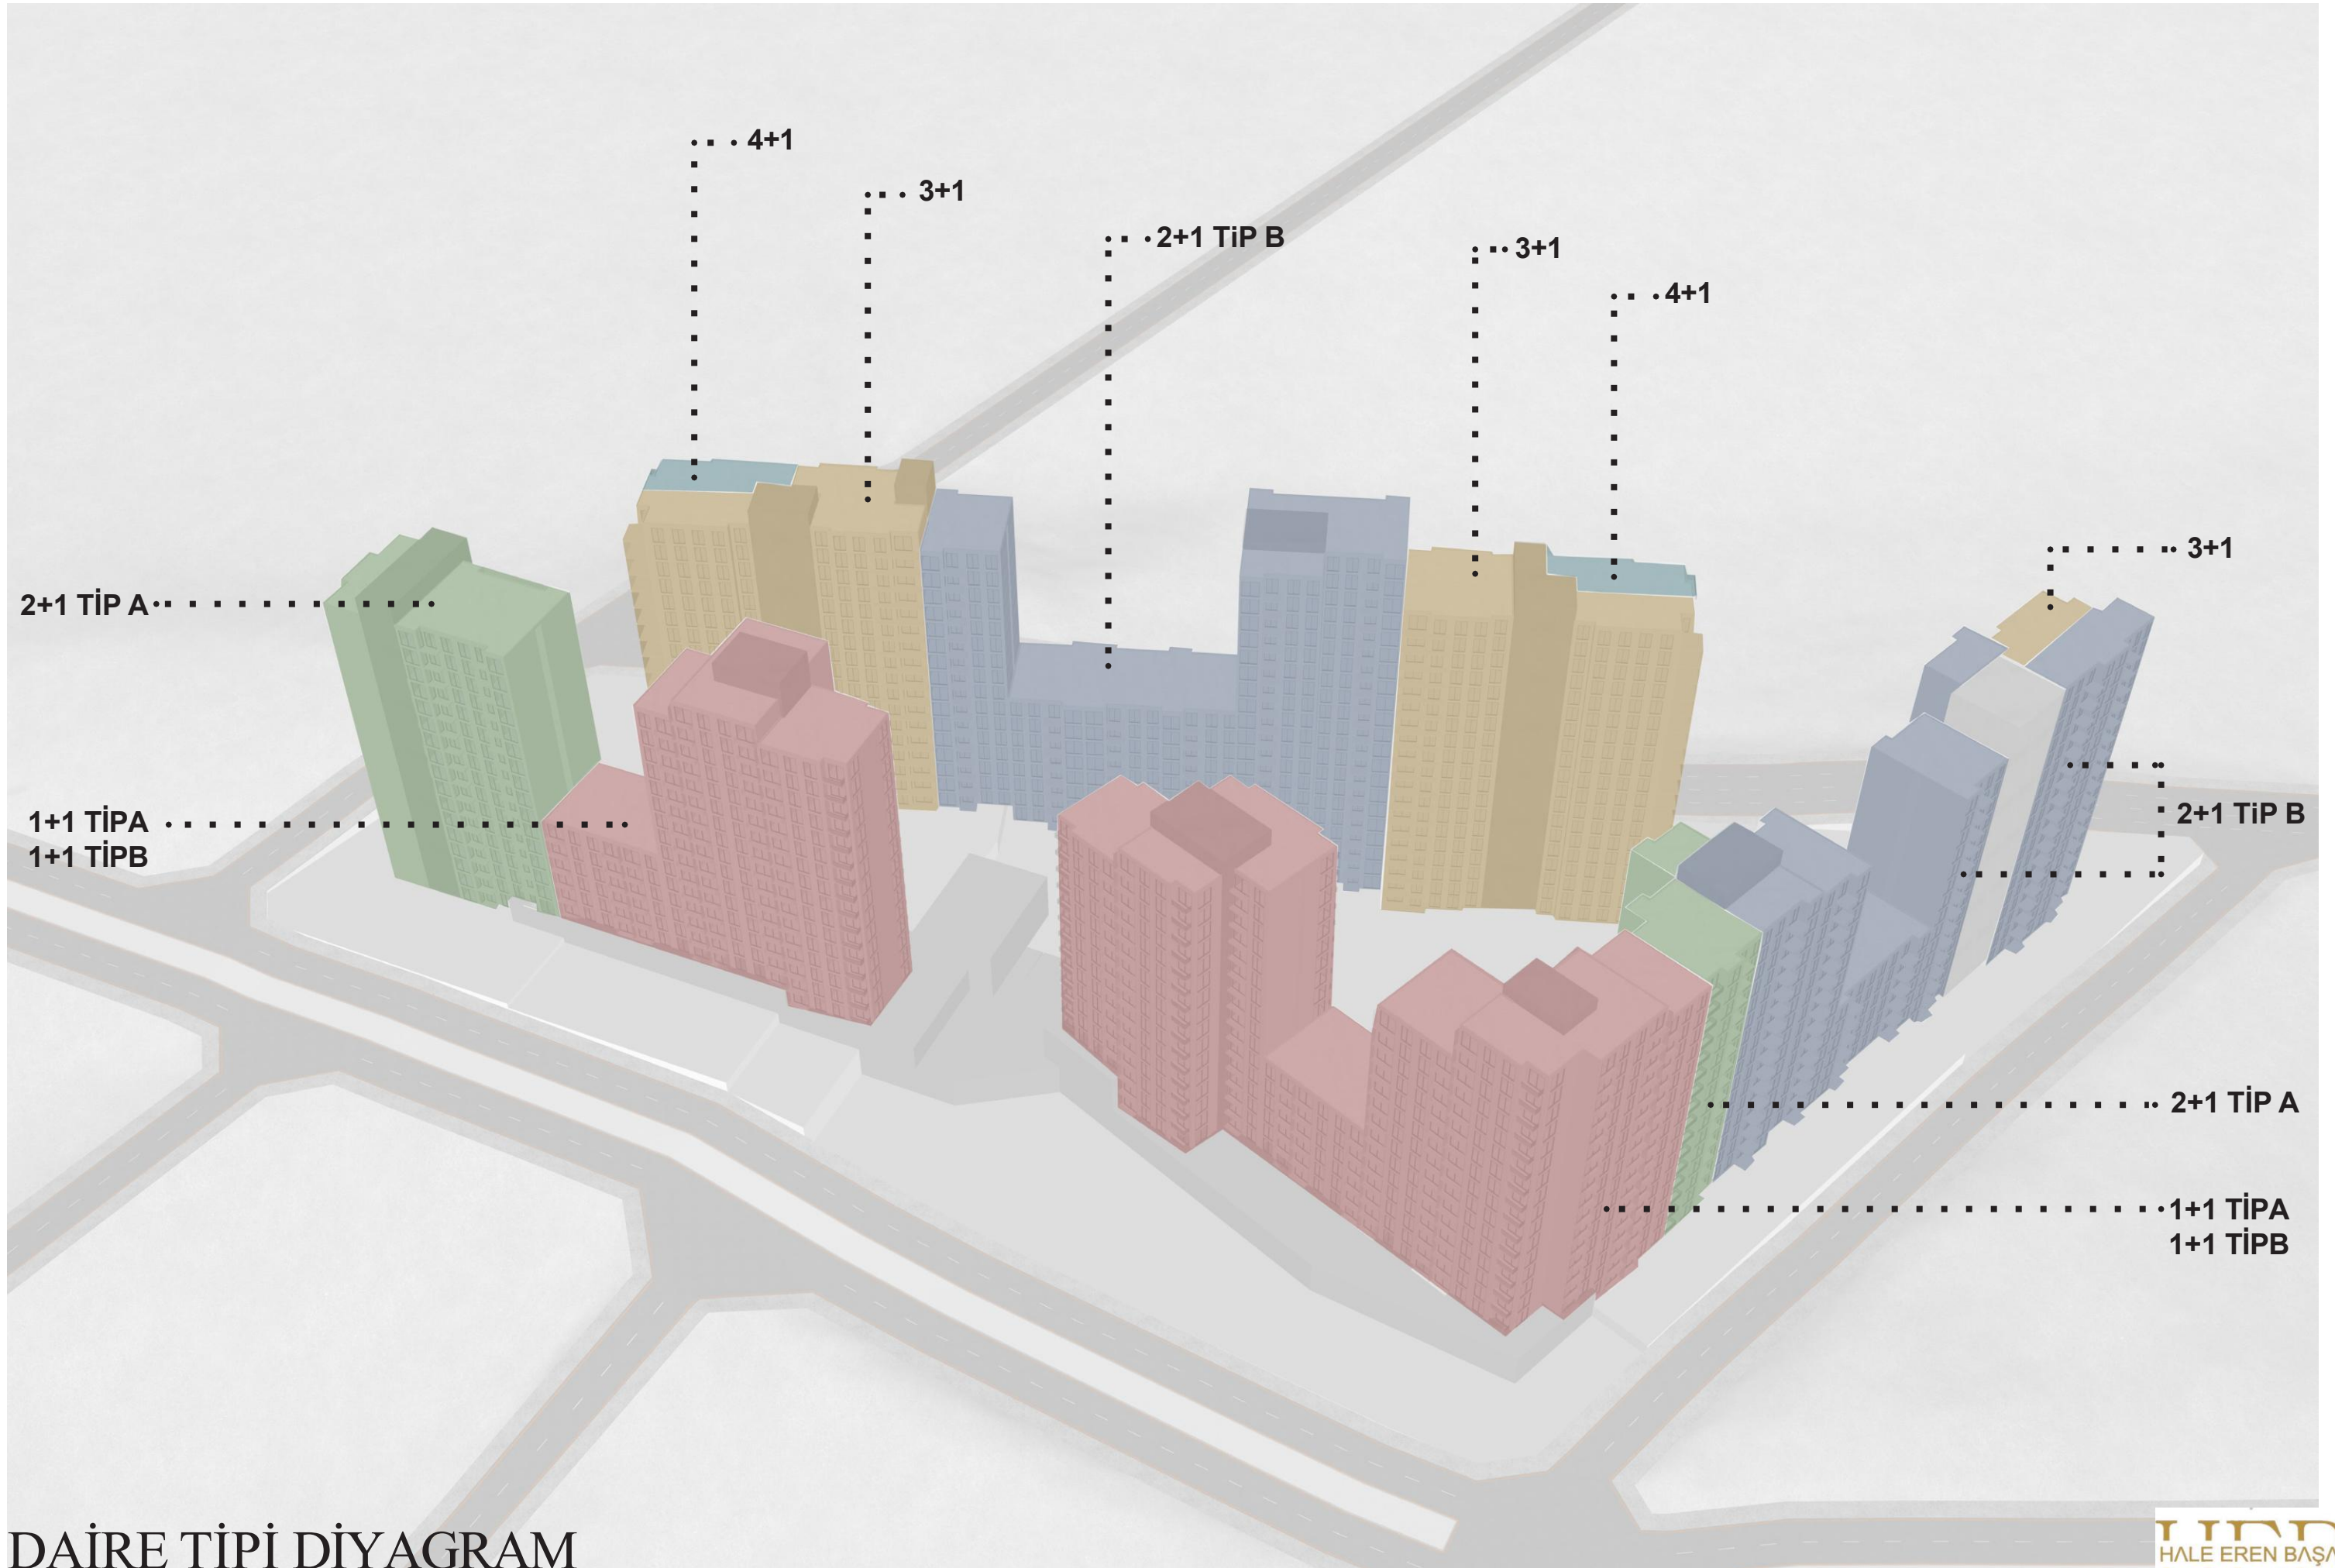 4+1
3+1
2+1 TiP B
3+1
4+1
3+1
2+1 TİP A
1+1 TİPA
1+1 TİPB
2+1 TiP B
2+1 TİP A
1+1 TİPA
1+1 TİPB
DAİRE TİPİ DİYAGRAM
HALE EREN